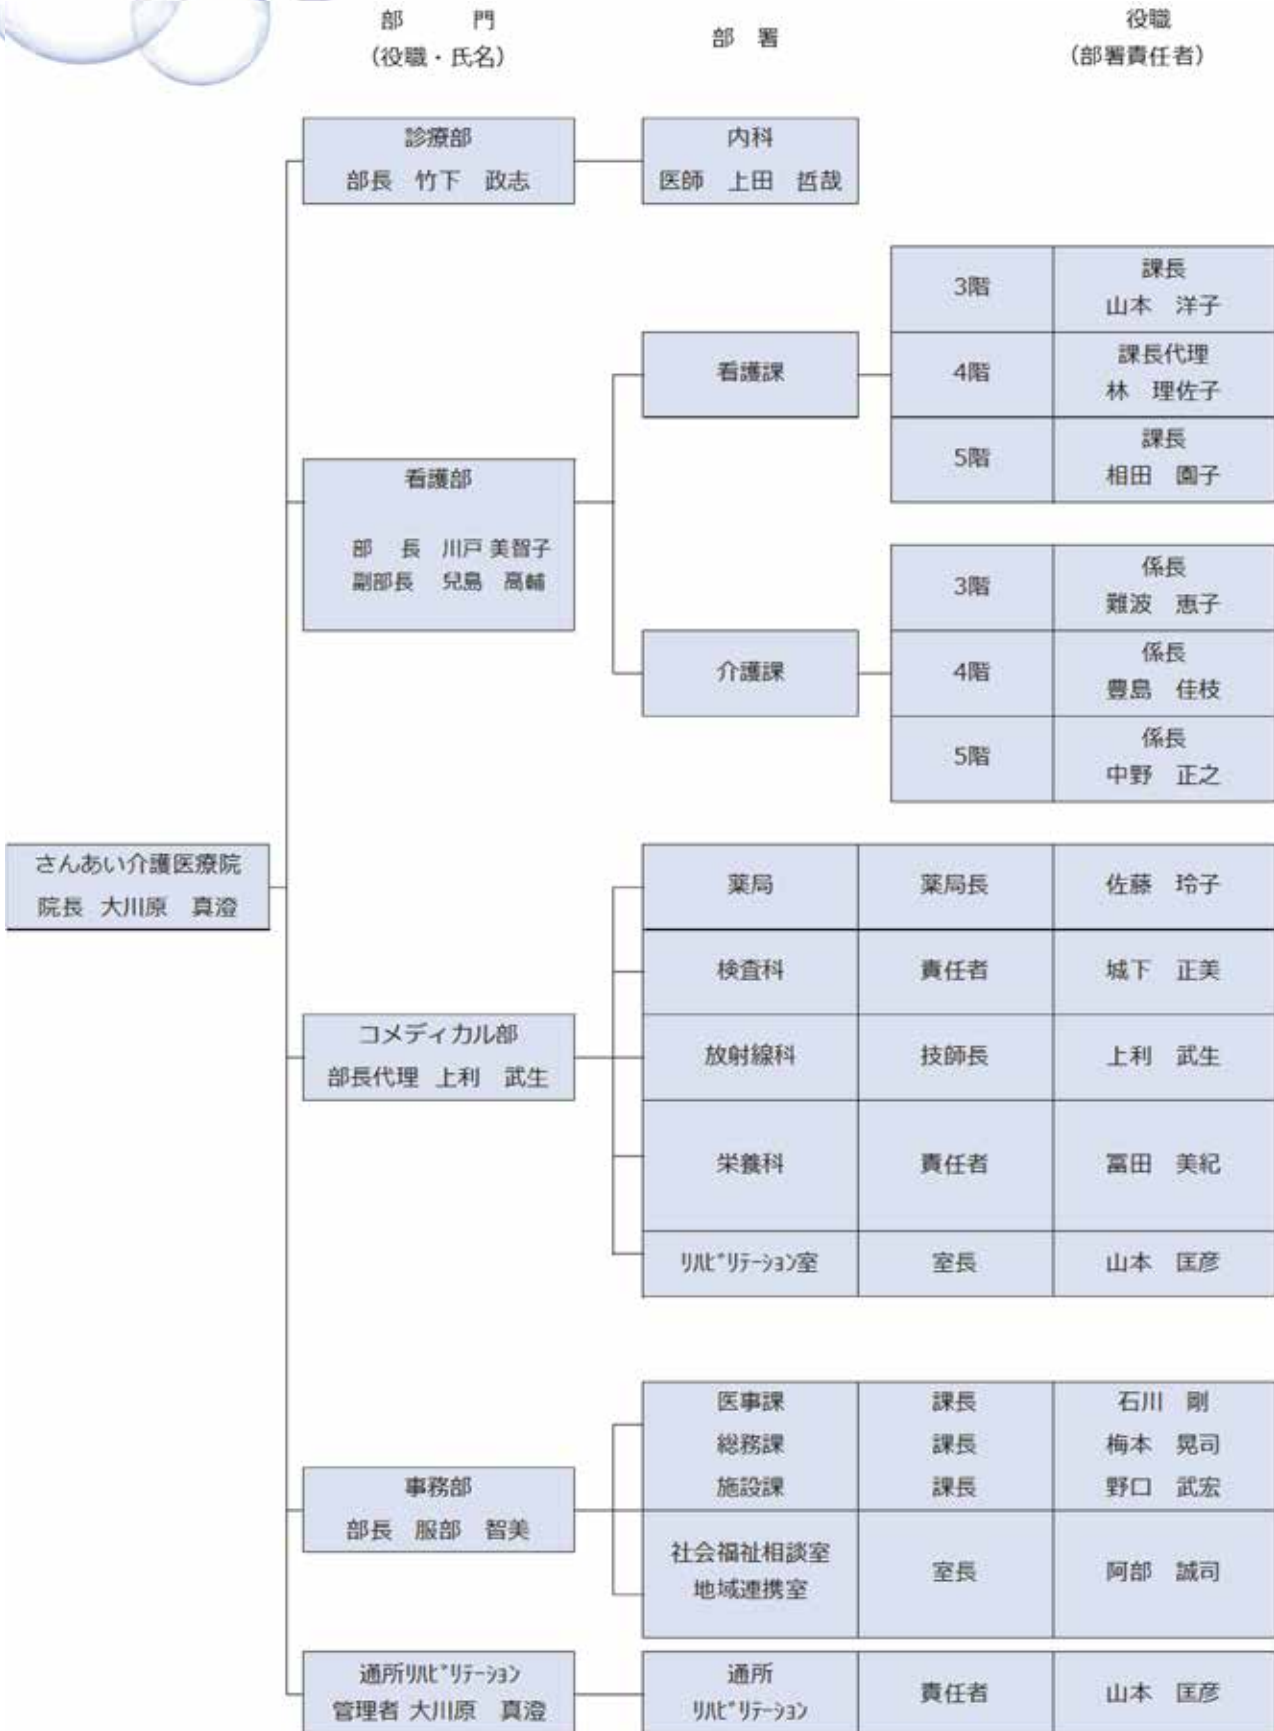 部　　　門
(役職・氏名)
部　署
役職
(部署責任者)
診療部
部長　竹下　政志
内科
医師　上田　哲哉
看護部
部　長　川戸 美智子
副部長　兒島　高輔
看護課
3階
課長
山本　洋子
4階
課長代理
林　理佐子
5階
課長
相田　園子
介護課
3階
係長
難波　恵子
4階
係長
豊島　佳枝
5階
係長
中野　正之
さんあい介護医療院
院長 大川原　真澄
コメディカル部
部長代理 上利　武生
薬局　薬局長　佐藤　玲子
検査科　責任者　城下　正美
放射線科　技師長　上利　武生
栄養科　責任者　冨田　美紀
ﾘﾊﾋﾞﾘﾃｰｼｮﾝ室　室長　山本　匡彦
事務部
部長　服部　智美
医事課　課長　石川　剛
総務課　課長　梅本　晃司
施設課　課長　野口　武宏
社会福祉相談室
地域連携室
室長　阿部　誠司
通所ﾘﾊﾋﾞﾘﾃｰｼｮﾝ
管理者 大川原　真澄
通所
ﾘﾊﾋﾞﾘﾃｰｼｮﾝ
責任者　山本　匡彦